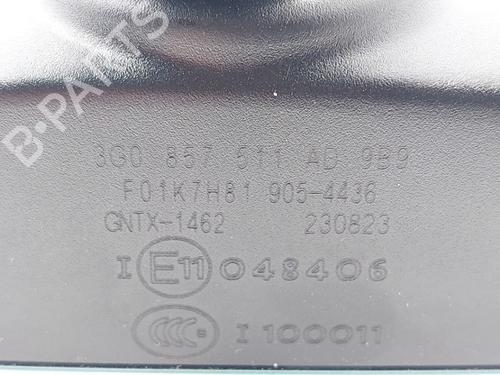 B-PARTS
3G0 857 511 AD 9B9
F01K7H81 905-4436
GNTX-1462 230823
I E11 048406
CCC S I 100011